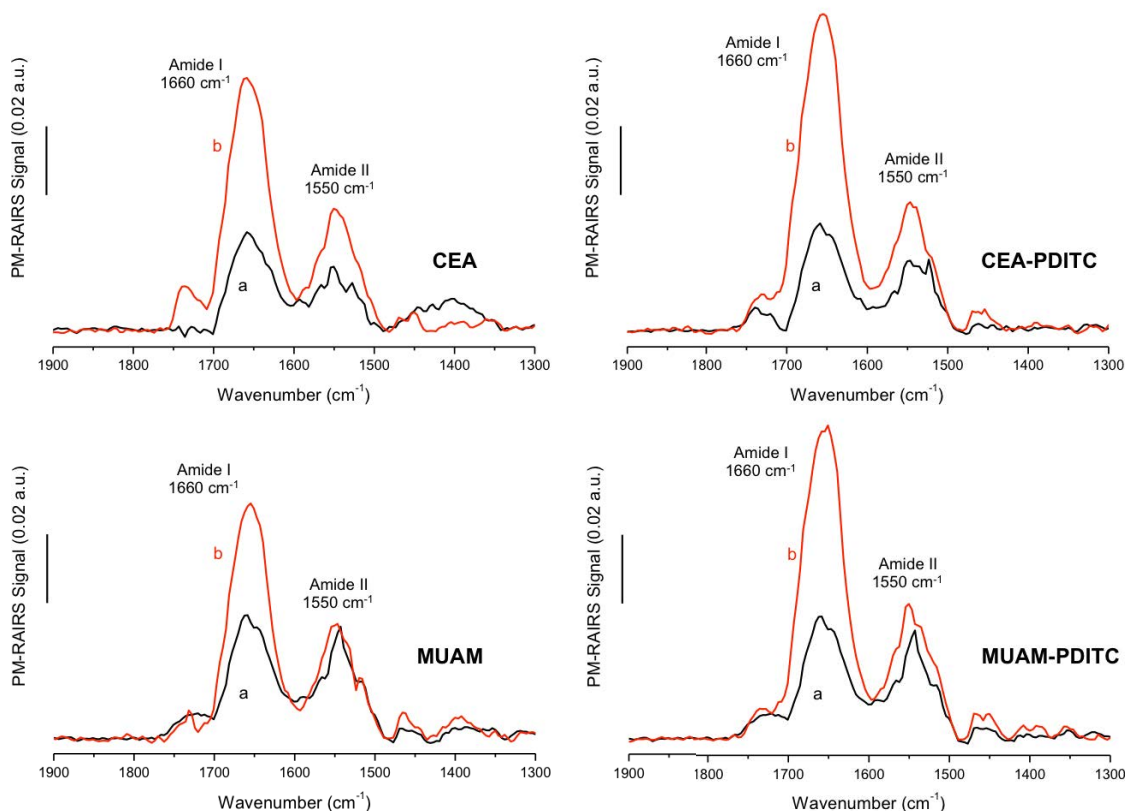 PM-RAIRS Signal (0.02 a.u.)
Amide I
1660 cm⁻¹
b
Amide II
1550 cm⁻¹
a
CEA
1900 1800 1700 1600 1500 1400 1300
Wavenumber (cm⁻¹)
PM-RAIRS Signal (0.02 a.u.)
Amide I
1660 cm⁻¹
b
Amide II
1550 cm⁻¹
a
CEA-PDITC
1900 1800 1700 1600 1500 1400 1300
Wavenumber (cm⁻¹)
PM-RAIRS Signal (0.02 a.u.)
Amide I
1660 cm⁻¹
b
Amide II
1550 cm⁻¹
a
MUAM
1900 1800 1700 1600 1500 1400 1300
Wavenumber (cm⁻¹)
PM-RAIRS Signal (0.02 a.u.)
Amide I
1660 cm⁻¹
b
Amide II
1550 cm⁻¹
a
MUAM-PDITC
1900 1800 1700 1600 1500 1400 1300
Wavenumber (cm⁻¹)